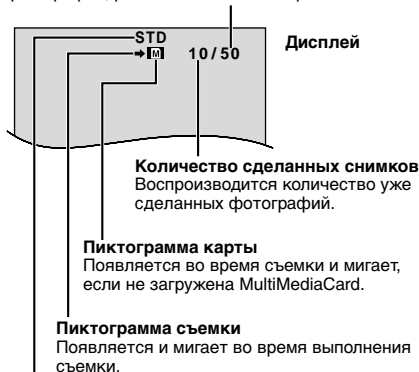 STD
➡M 10/50
Дисплей
Количество сделанных снимков
Воспроизводится количество уже
сделанных фотографий.
Пиктограмма карты
Появляется во время съемки и мигает,
если не загружена MultiMediaCard.
Пиктограмма съемки
Появляется и мигает во время выполнения
съемки.